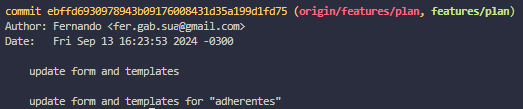 commit ebffd6930978943b09176008431d35a199d1fd75 (origin/features/plan, features/plan)
Author: Fernando <fer.gab.sua@gmail.com>
Date:   Fri Sep 13 16:23:53 2024 -0300
update form and templates
update form and templates for "adherentes"